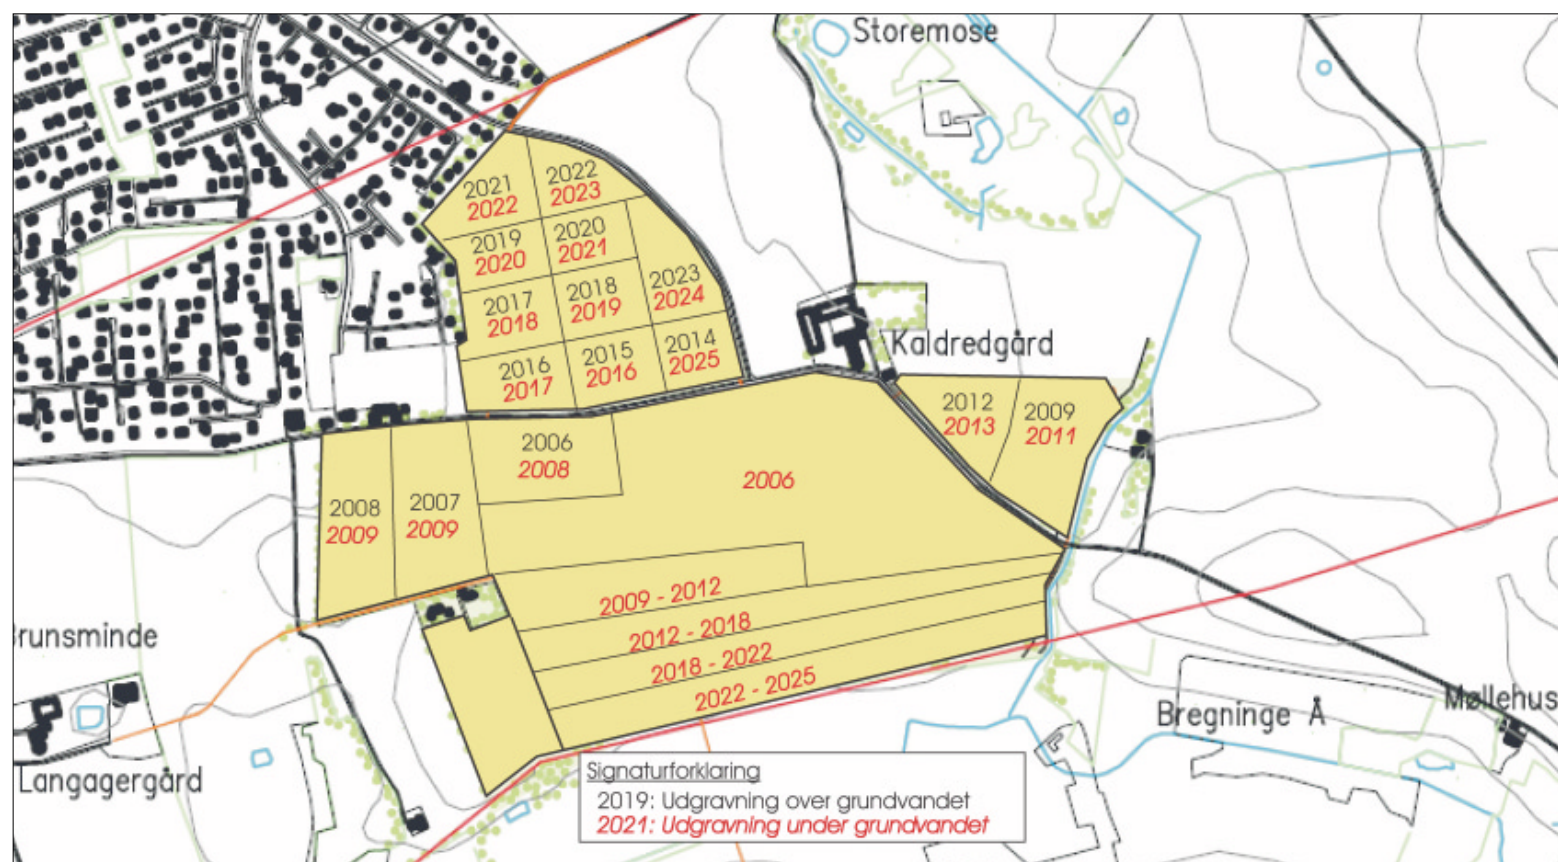 Storemose
2021
2022
2022
2023
2019
2020
2020
2021
2017
2018
2018
2019
2023
2024
2016
2017
2015
2016
2014
2025
Kaldredgård
2012
2013
2009
2011
2006
2008
2006
2008
2009
2007
2009
2009 - 2012
2012 - 2018
2018 - 2022
2022 - 2025
Brunsminde
Langagergård
Bregninge Å
Møllehus
Signaturforklaring
2019: Udgravning over grundvandet
2021: Udgravning under grundvandet